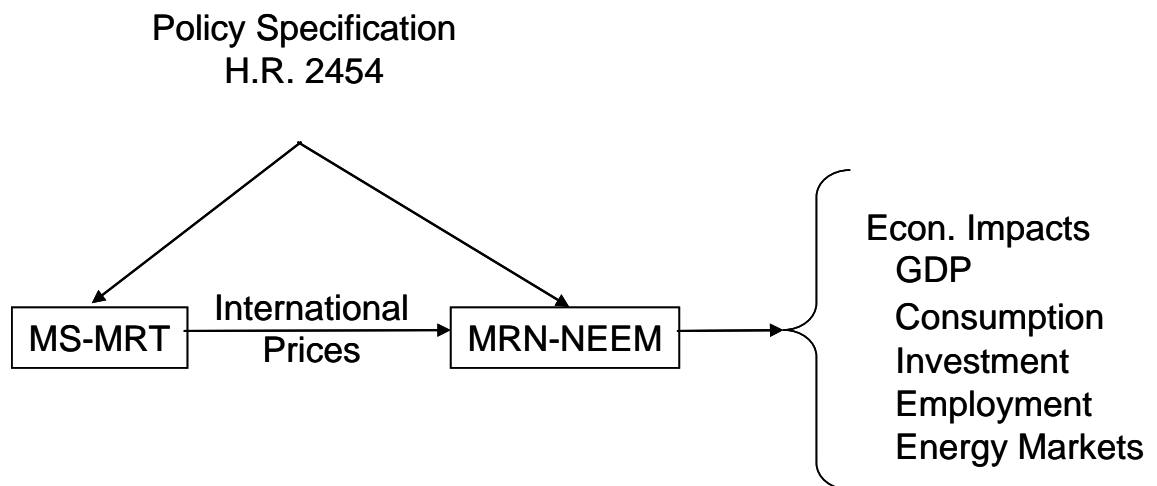 Policy Specification
H.R. 2454
MS-MRT
International
Prices
MRN-NEEM
Econ. Impacts
GDP
Consumption
Investment
Employment
Energy Markets